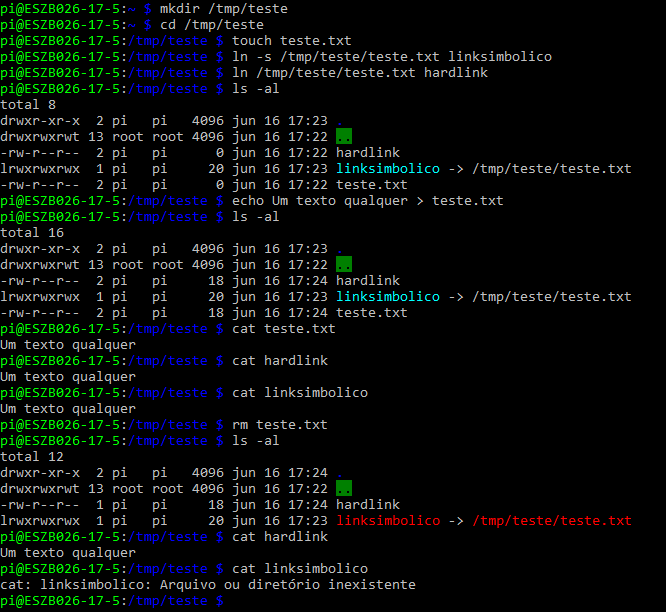 pi@ESZB026-17-5:~ $ mkdir /tmp/teste
pi@ESZB026-17-5:~ $ cd /tmp/teste
pi@ESZB026-17-5:/tmp/teste $ touch teste.txt
pi@ESZB026-17-5:/tmp/teste $ ln -s /tmp/teste/teste.txt linksimbolico
pi@ESZB026-17-5:/tmp/teste $ ln /tmp/teste/teste.txt hardlink
pi@ESZB026-17-5:/tmp/teste $ ls -al
total 8
drwxr-xr-x  2 pi   pi   4096 jun 16 17:23 .
drwxrwxrwt 13 root root 4096 jun 16 17:22 ..
-rw-r--r--  2 pi   pi      0 jun 16 17:22 hardlink
lrwxrwxrwx  1 pi   pi     20 jun 16 17:23 linksimbolico -> /tmp/teste/teste.txt
-rw-r--r--  2 pi   pi      0 jun 16 17:22 teste.txt
pi@ESZB026-17-5:/tmp/teste $ echo Um texto qualquer > teste.txt
pi@ESZB026-17-5:/tmp/teste $ ls -al
total 16
drwxr-xr-x  2 pi   pi   4096 jun 16 17:23 .
drwxrwxrwt 13 root root 4096 jun 16 17:22 ..
-rw-r--r--  2 pi   pi     18 jun 16 17:24 hardlink
lrwxrwxrwx  1 pi   pi     20 jun 16 17:23 linksimbolico -> /tmp/teste/teste.txt
-rw-r--r--  2 pi   pi     18 jun 16 17:24 teste.txt
pi@ESZB026-17-5:/tmp/teste $ cat teste.txt
Um texto qualquer
pi@ESZB026-17-5:/tmp/teste $ cat hardlink
Um texto qualquer
pi@ESZB026-17-5:/tmp/teste $ cat linksimbolico
Um texto qualquer
pi@ESZB026-17-5:/tmp/teste $ rm teste.txt
pi@ESZB026-17-5:/tmp/teste $ ls -al
total 12
drwxr-xr-x  2 pi   pi   4096 jun 16 17:24 .
drwxrwxrwt 13 root root 4096 jun 16 17:22 ..
-rw-r--r--  1 pi   pi     18 jun 16 17:24 hardlink
lrwxrwxrwx  1 pi   pi     20 jun 16 17:23 linksimbolico -> /tmp/teste/teste.txt
pi@ESZB026-17-5:/tmp/teste $ cat hardlink
Um texto qualquer
pi@ESZB026-17-5:/tmp/teste $ cat linksimbolico
cat: linksimbolico: Arquivo ou diretório inexistente
pi@ESZB026-17-5:/tmp/teste $